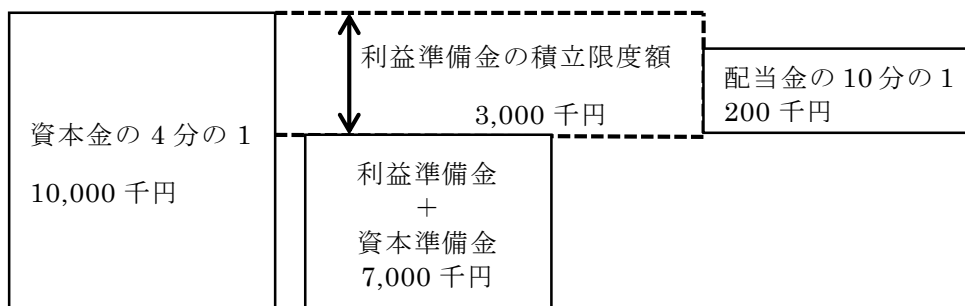 資本金の 4 分の 1
10,000 千円
利益準備金の積立限度額
3,000 千円
利益準備金
+
資本準備金
7,000 千円
配当金の 10 分の 1
200 千円